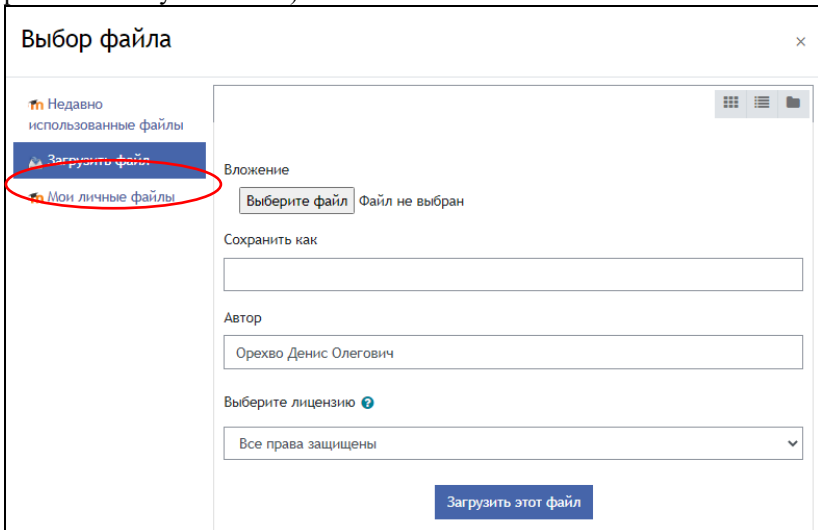 Выбор файла
×
Недавно
использованные файлы
Загрузить файл
Мои личные файлы
Вложение
Выберите файл Файл не выбран
Сохранить как
Автор
Орехво Денис Олегович
Выберите лицензию ?
Все права защищены
Загрузить этот файл